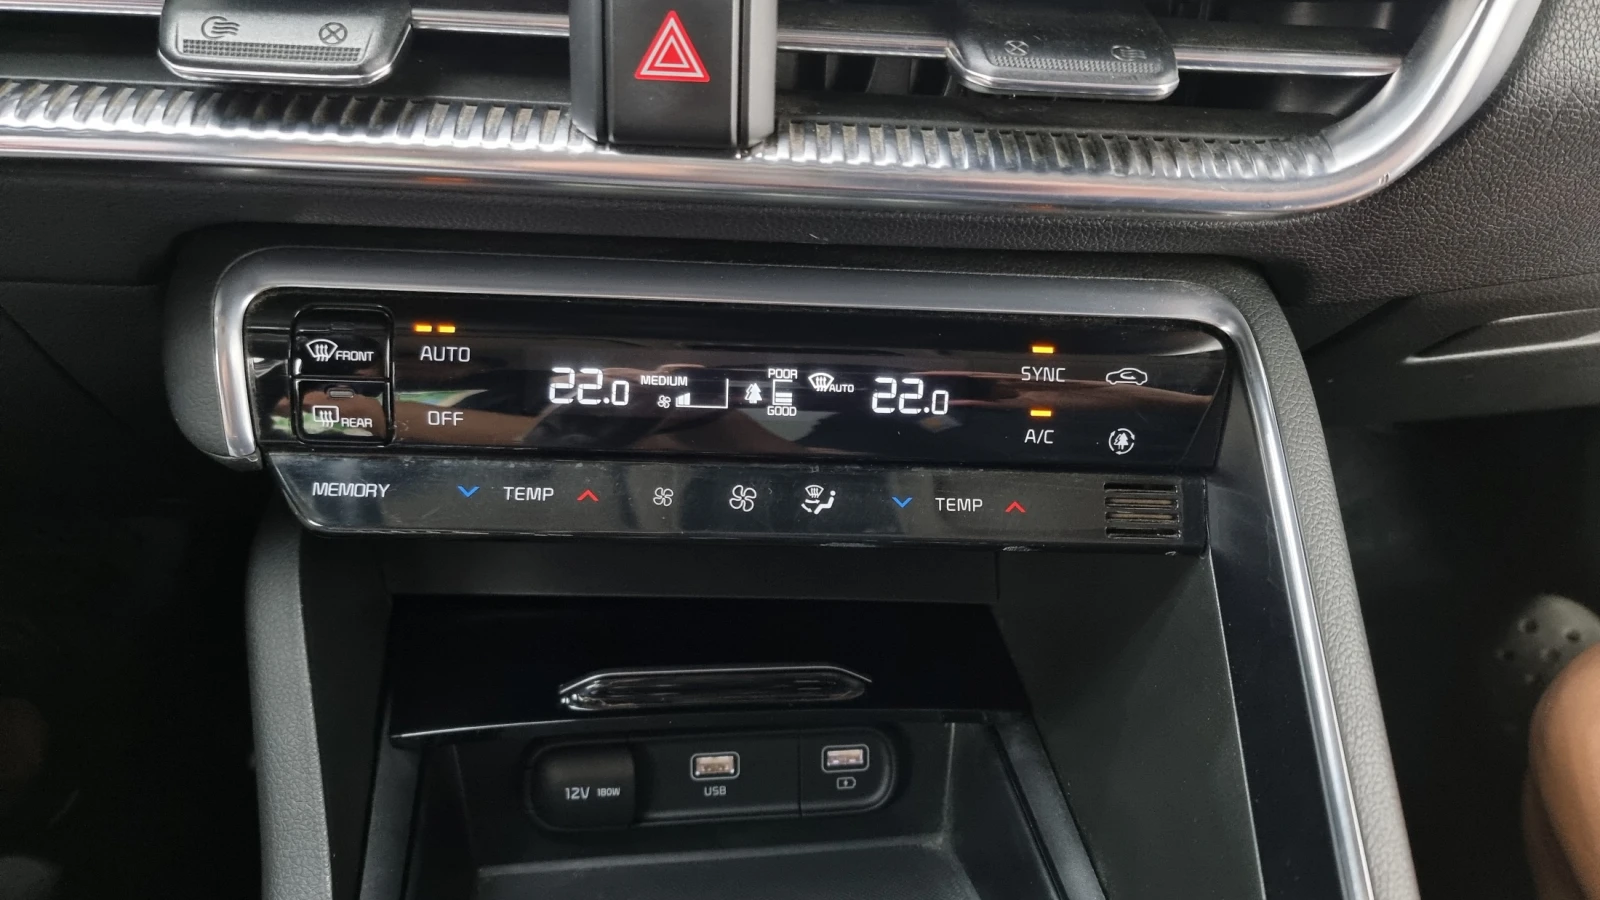 FRONT
AUTO
22.0
MEDIUM
POOR
GOOD
AUTO
22.0
SYNC
REAR
OFF
A/C
MEMORY
TEMP
TEMP
12V 180W
USB